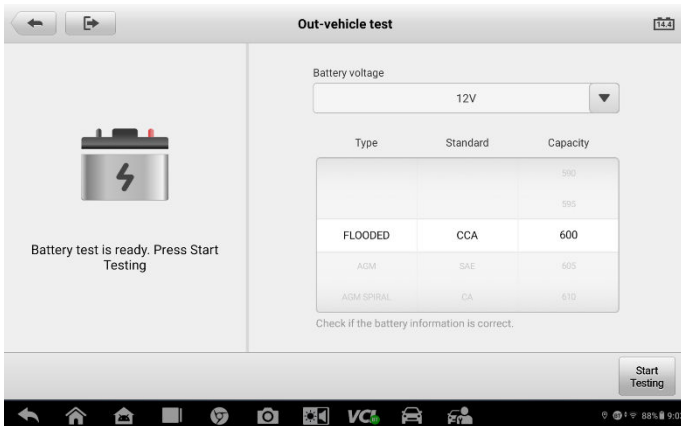 Out-vehicle test
14.4
Battery voltage
12V
Type Standard Capacity
590
595
FLOODED CCA 600
AGM SAE 605
AGM SPIRAL CA 610
Battery test is ready. Press Start
Testing
Check if the battery information is correct.
Start
Testing
VCI
88% 9:0